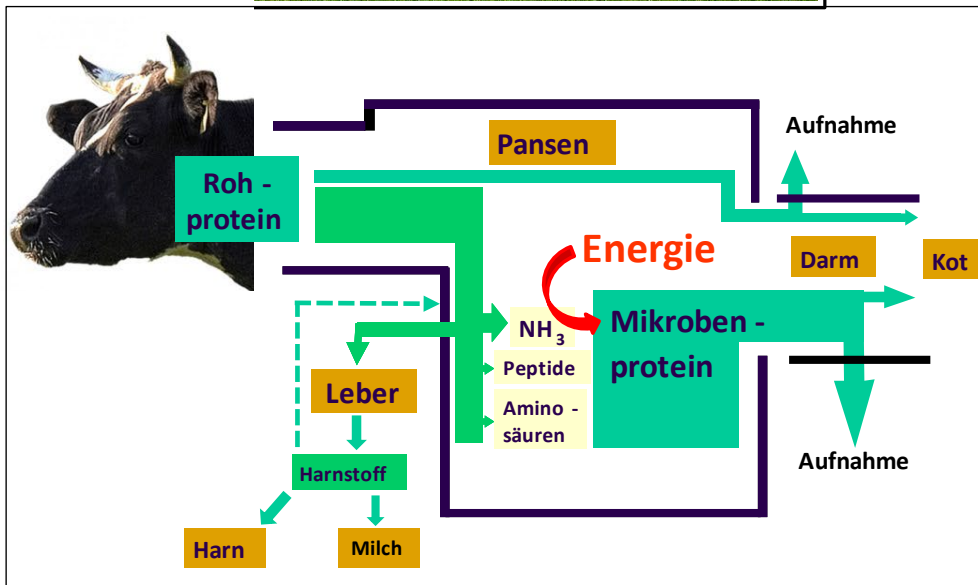 Aufnahme
Pansen
Roh -
protein
Energie
Darm
Kot
NH3
Mikroben -
protein
Peptide
Leber
Amino -
säuren
Harnstoff
Aufnahme
Harn
Milch